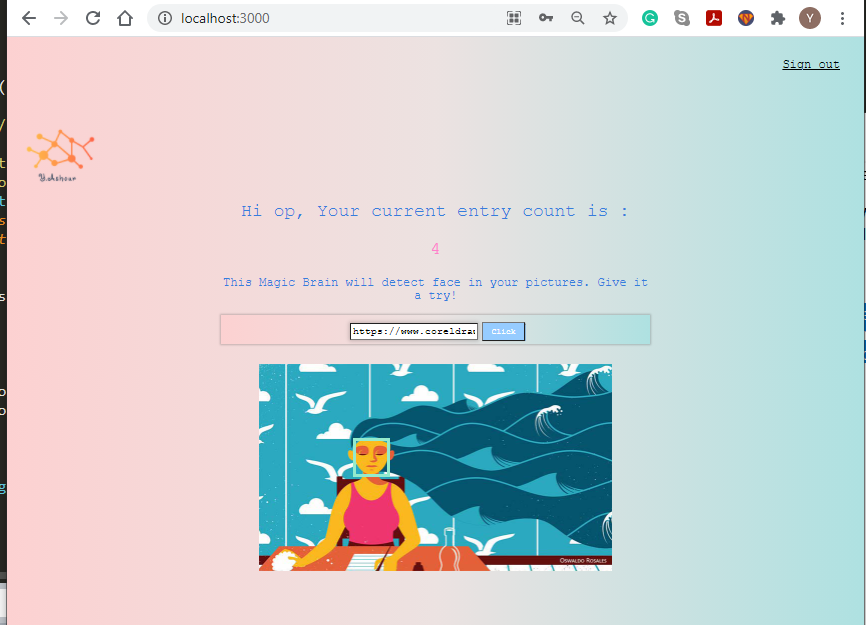 localhost:3000
Y
Sign out
Y.Ashour
Hi op, Your current entry count is :
4
This Magic Brain will detect face in your pictures. Give it
a try!
https://www.coreldra
Click
OSWALDO ROSALES